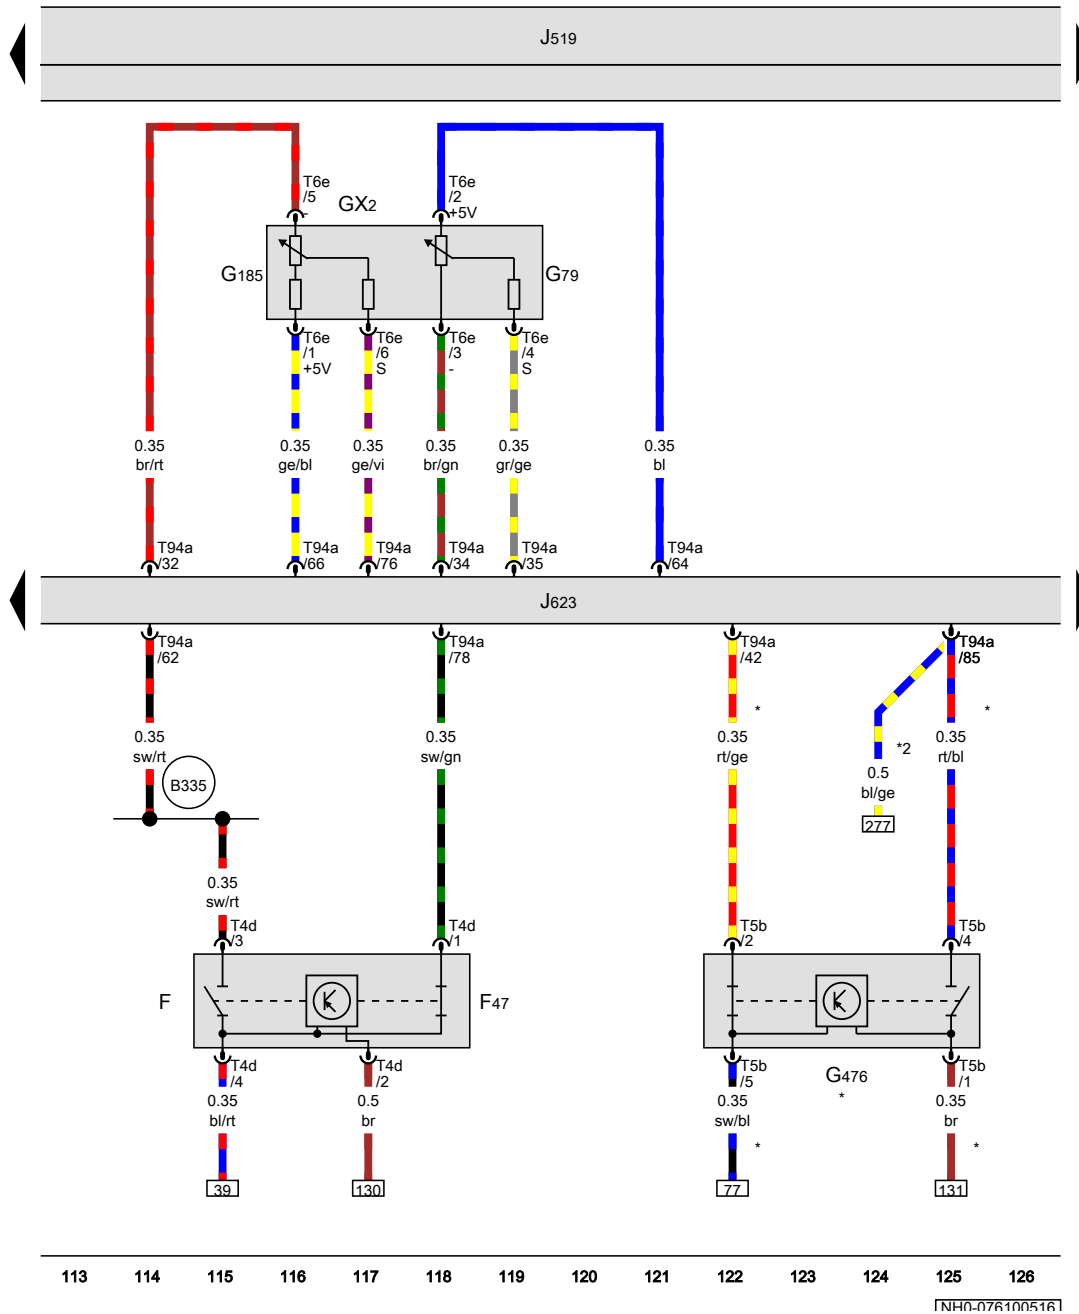 J519
T6e
/5
-
GX2
T6e
/2
+5V
G185
G79
T6e
/1
+5V
T6e
/6
S
T6e
/3
-
T6e
/4
S
0.35
br/rt
0.35
ge/bl
0.35
ge/vi
0.35
br/gn
0.35
gr/ge
0.35
bl
T94a
/32
T94a
/66
T94a
/76
T94a
/34
T94a
/35
T94a
/64
J623
T94a
/62
T94a
/78
T94a
/42
T94a
/85
*
*
0.35
sw/rt
0.35
sw/gn
0.35
rt/ge
*2
0.35
rt/bl
B335
0.5
bl/ge
277
0.35
sw/rt
T4d
/3
T4d
/1
T5b
/2
T5b
/4
F
F47
T4d
/4
T4d
/2
T5b
/5
G476
*
T5b
/1
0.35
bl/rt
0.5
br
0.35
sw/bl
0.35
br
*
*
39
130
77
131
113 114 115 116 117 118 119 120 121 122 123 124 125 126
NH0-076100516